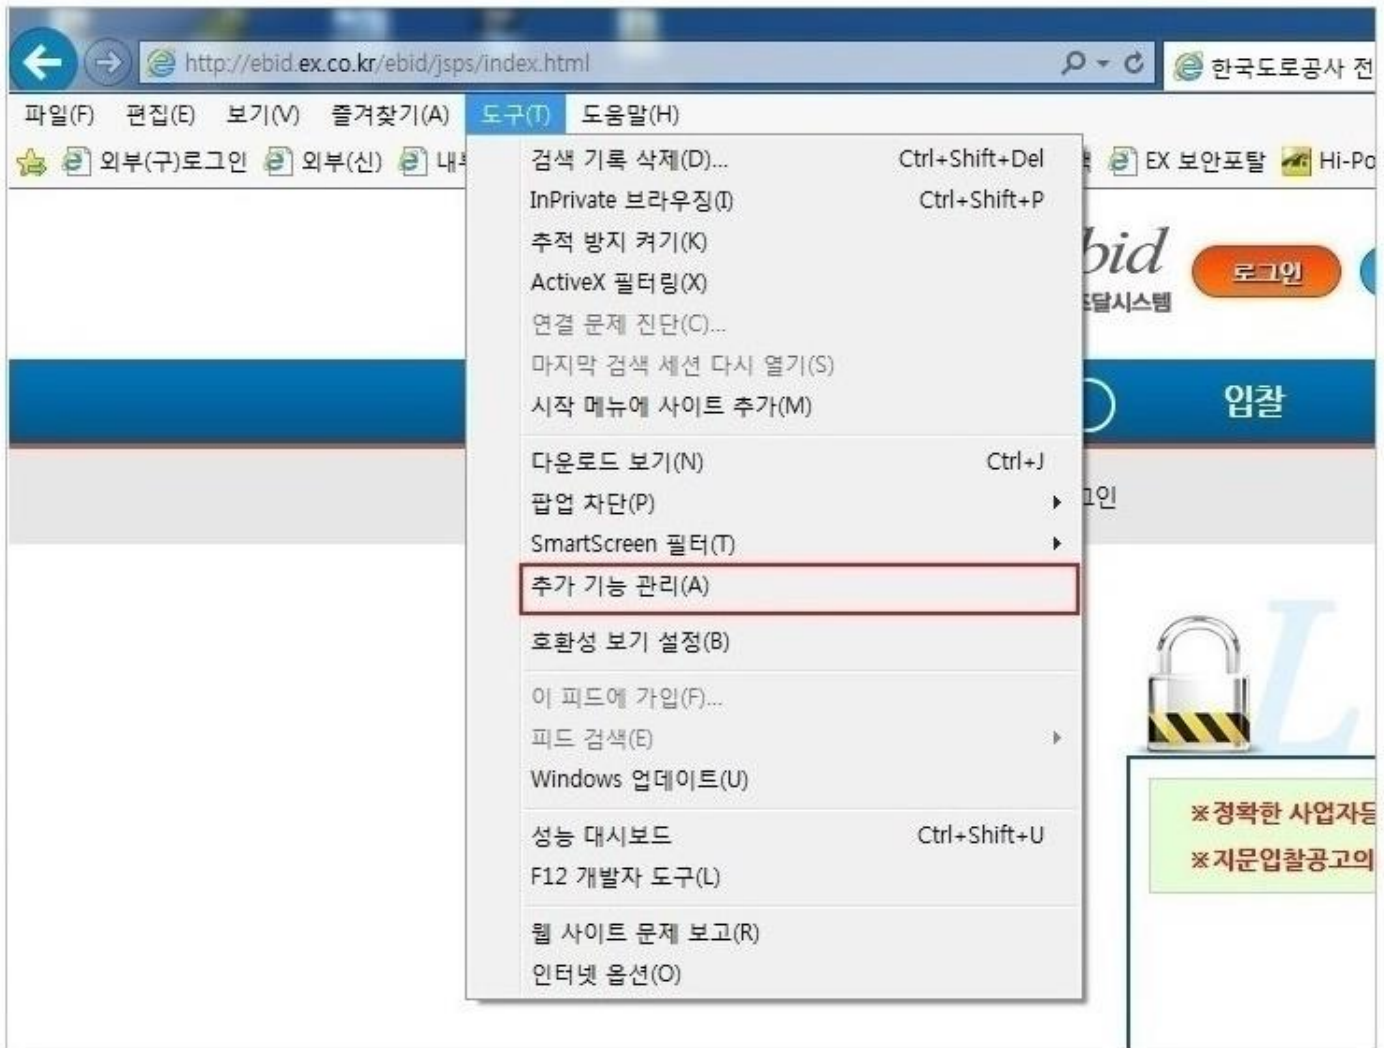 http://ebid.ex.co.kr/ebid/jsps/index.html
한국도로공사 전
파일(F) 편집(E) 보기(V) 즐겨찾기(A) 도구(T) 도움말(H)
외부(구)로그인 외부(신) EX 보안포탈 Hi-Po
검색 기록 삭제(D)... Ctrl+Shift+Del
InPrivate 브라우징(I) Ctrl+Shift+P
추적 방지 켜기(K)
ActiveX 필터링(X)
연결 문제 진단(C)...
마지막 검색 세션 다시 열기(S)
시작 메뉴에 사이트 추가(M)
다운로드 보기(N) Ctrl+J
팝업 차단(P)
SmartScreen 필터(T)
추가 기능 관리(A)
호환성 보기 설정(B)
이 피드에 가입(F)...
피드 검색(E)
Windows 업데이트(U)
성능 대시보드 Ctrl+Shift+U
F12 개발자 도구(L)
웹 사이트 문제 보고(R)
인터넷 옵션(O)
bid
로그인
달시스템
입찰
그인
L
※정확한 사업자등
※지문입찰공고의